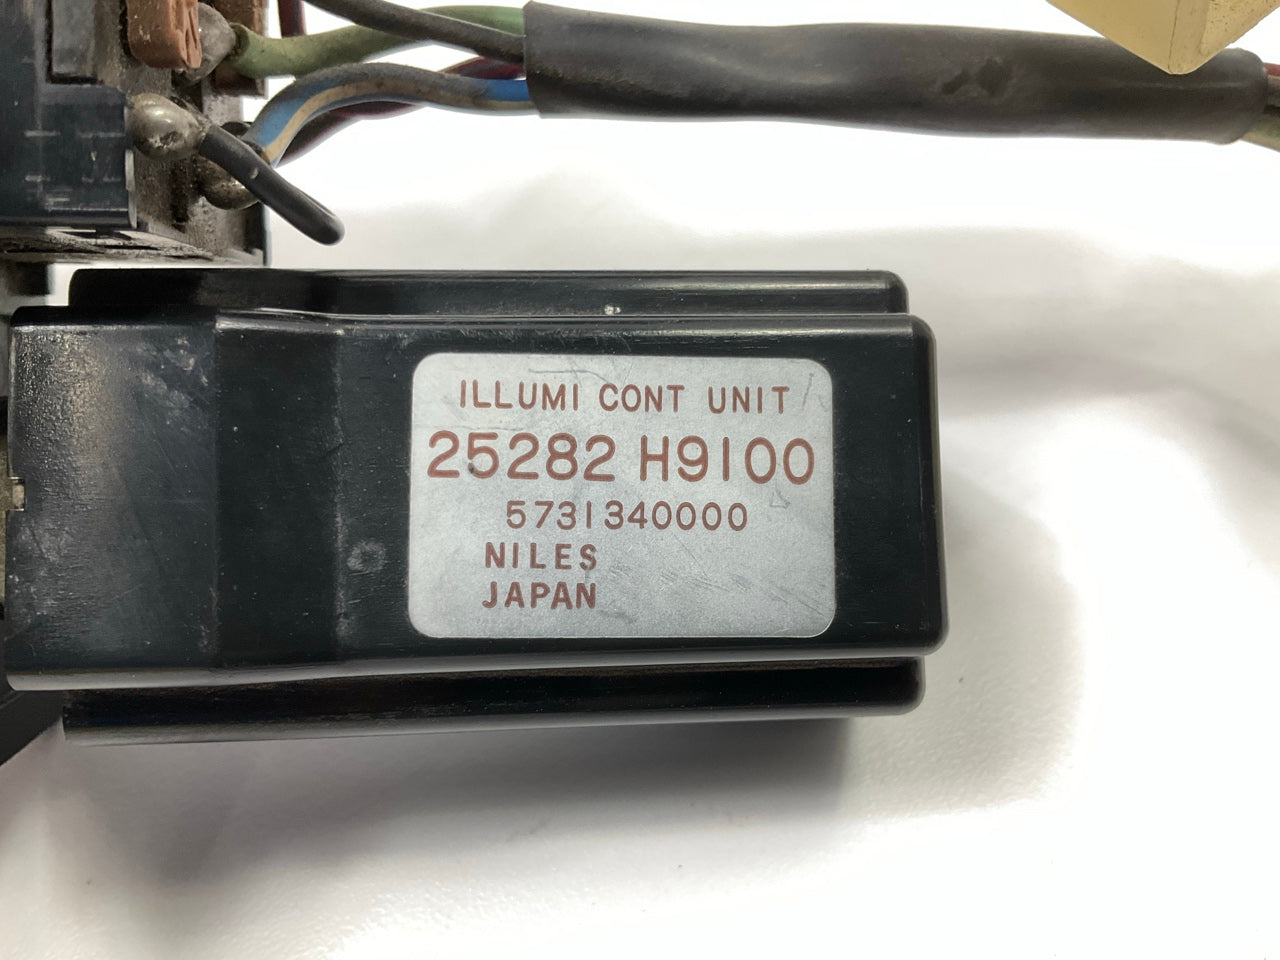 ILLUMI CONT UNIT
25282 H9100
5731340000
NILES
JAPAN